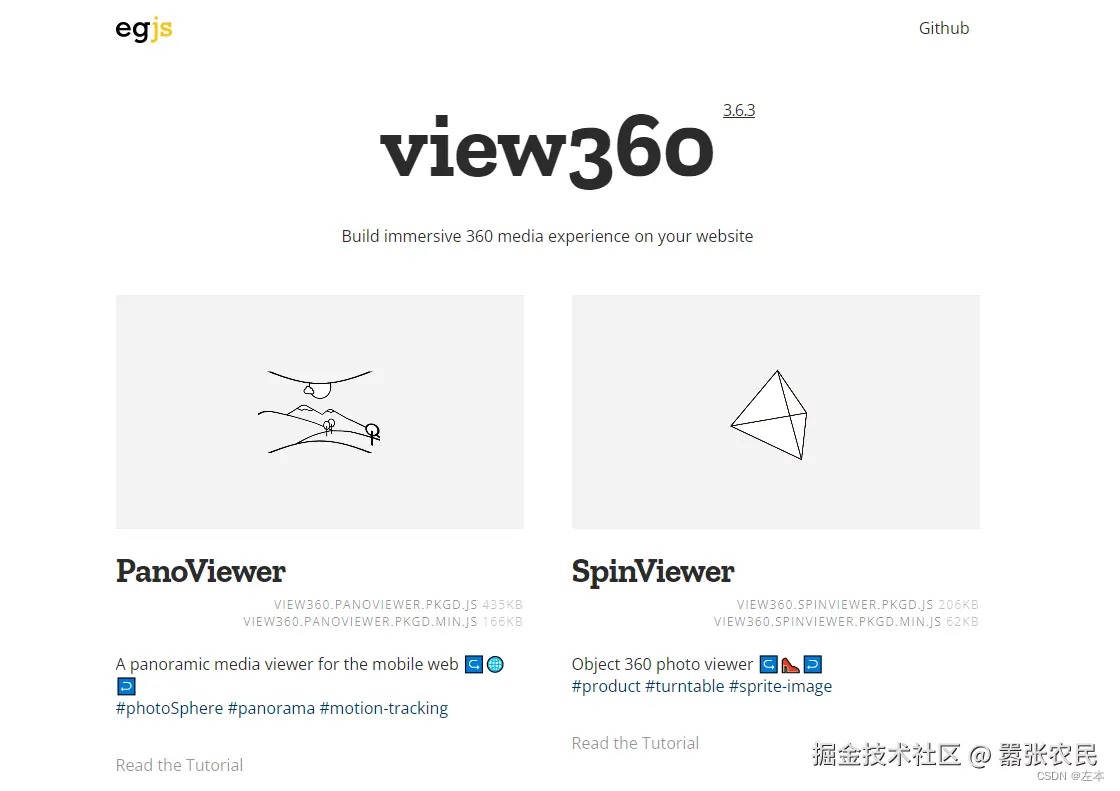 egjs
Github
view360 3.6.3
Build immersive 360 media experience on your website
PanoViewer
VIEW360.PANOVIEWER.PKGD.JS 435KB
VIEW360.PANOVIEWER.PKGD.MIN.JS 166KB
A panoramic media viewer for the mobile web
#photoSphere #panorama #motion-tracking
Read the Tutorial
SpinViewer
VIEW360.SPINVIEWER.PKGD.JS 206KB
VIEW360.SPINVIEWER.PKGD.MIN.JS 62KB
Object 360 photo viewer
#product #turntable #sprite-image
Read the Tutorial
掘金技术社区 @ 嚣张农民
CSDN @左本